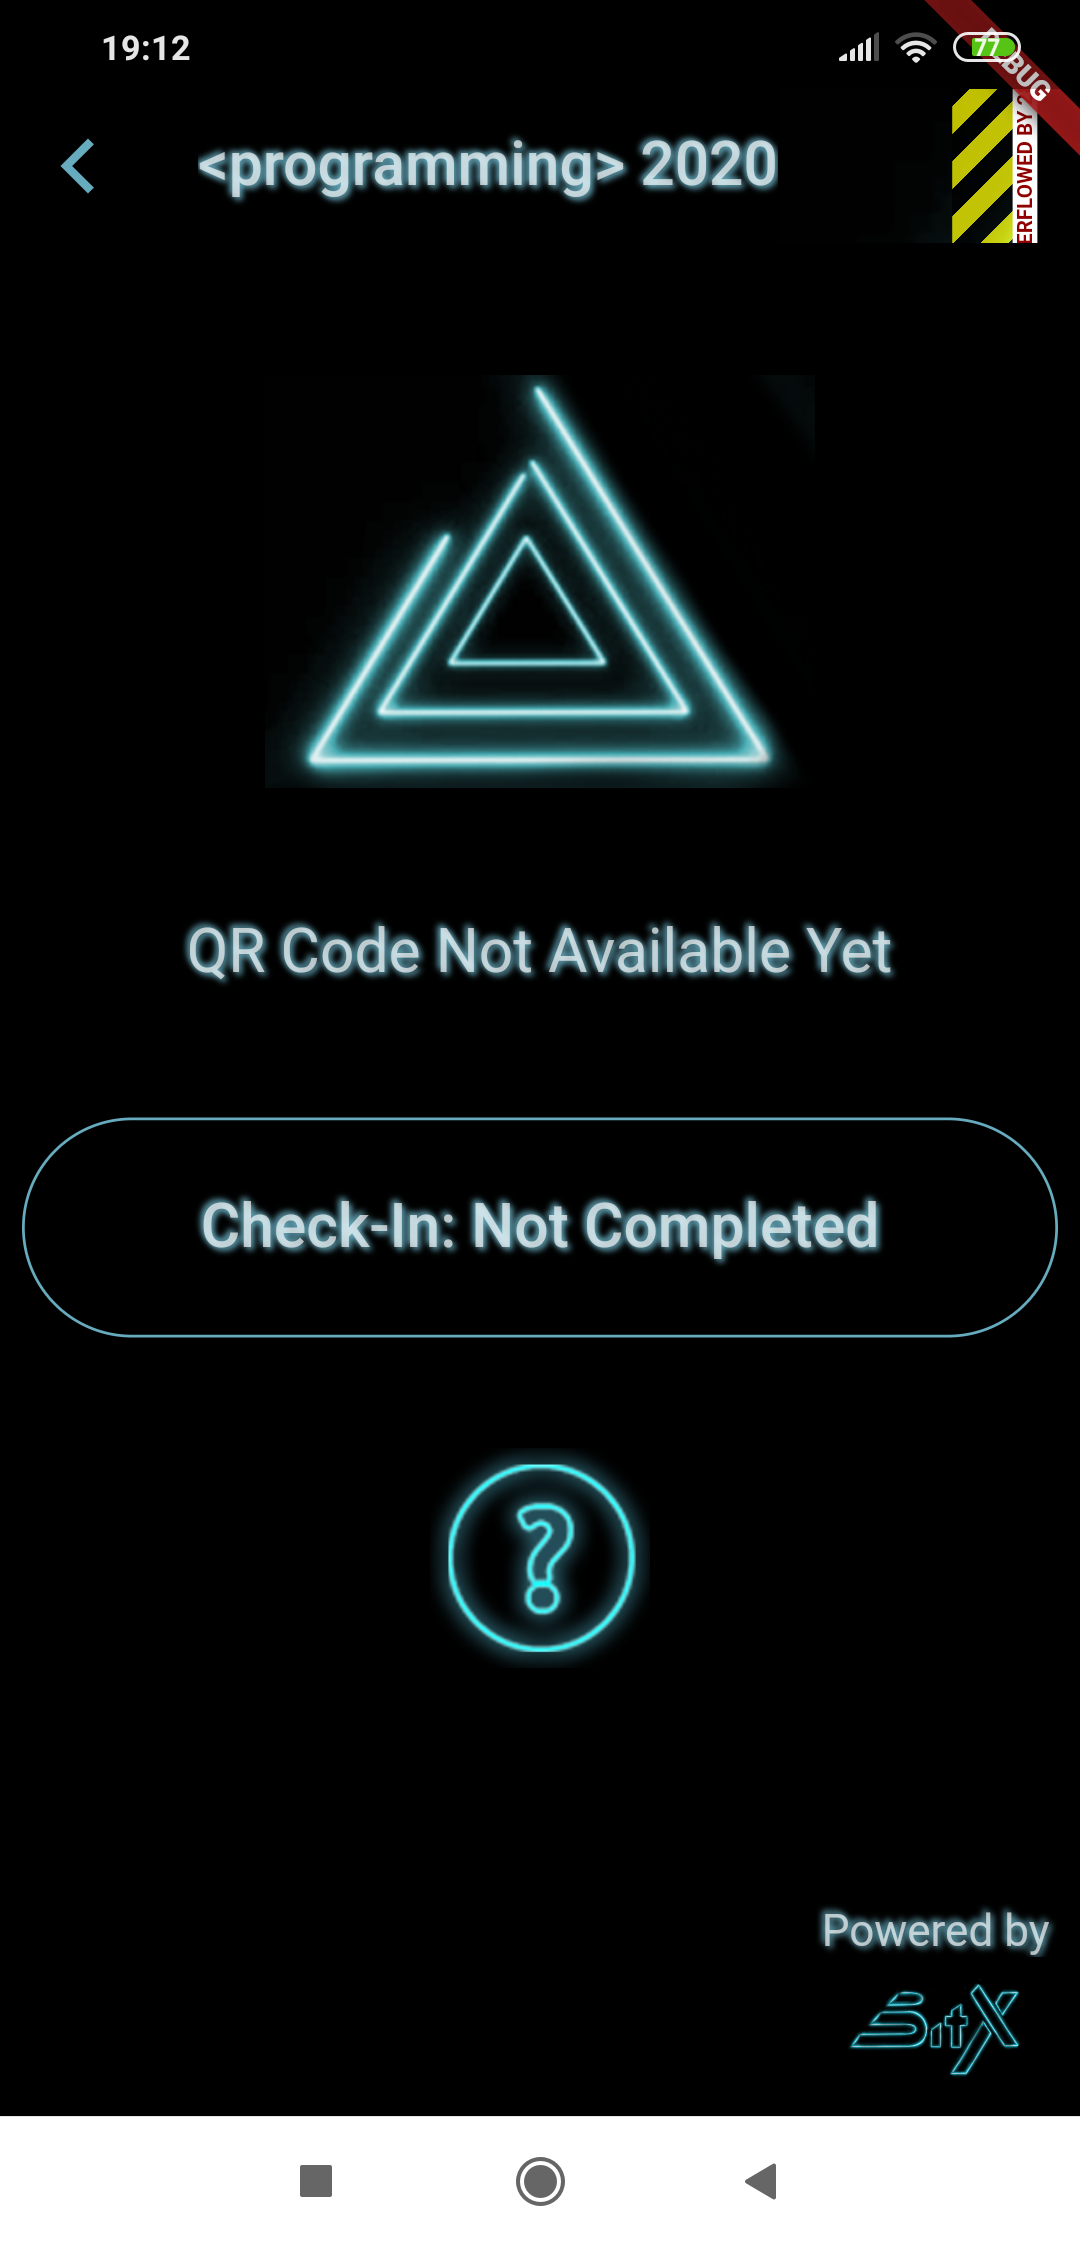 19:12
77
<programming> 2020
ERFLOWED BY
QR Code Not Available Yet
Check-In: Not Completed
?
Powered by
BitX